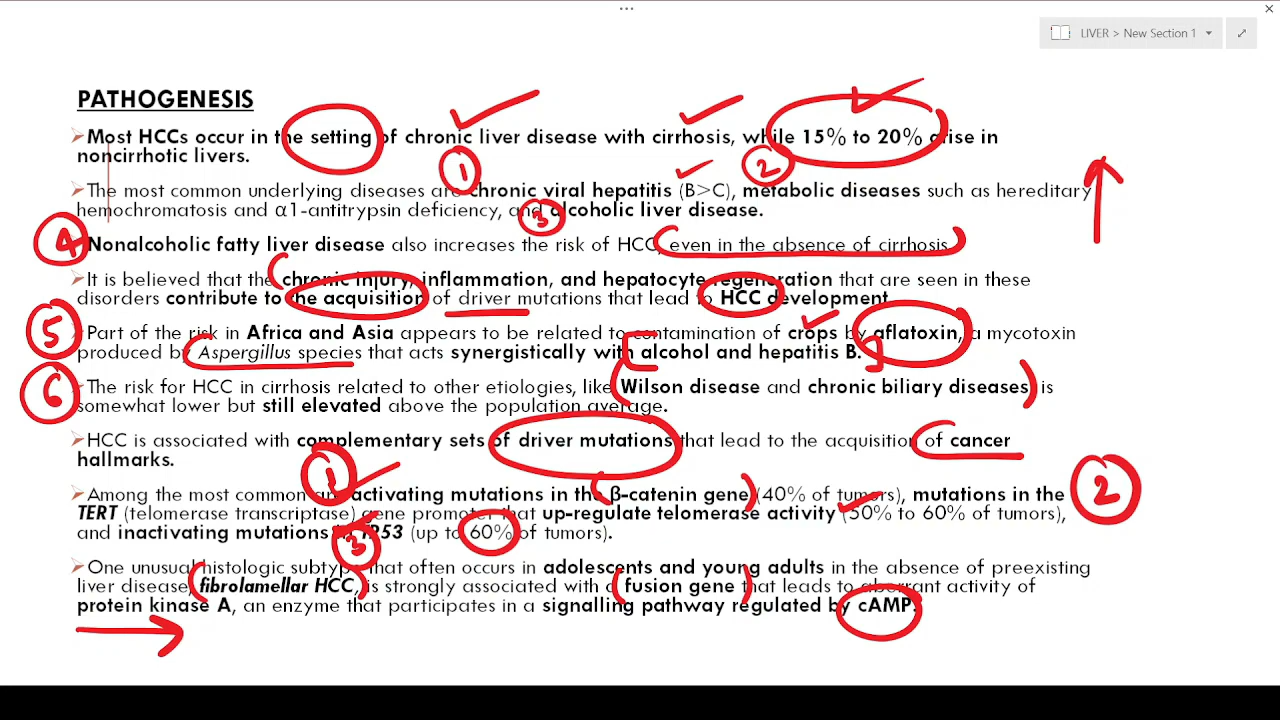 LIVER > New Section 1
PATHOGENESIS
Most HCCs occur in the setting of chronic liver disease with cirrhosis, while 15% to 20% arise in
noncirrhotic livers.
1
2
The most common underlying diseases are chronic viral hepatitis (B>C), metabolic diseases such as hereditary
hemochromatosis and α1-antitrypsin deficiency, and alcoholic liver disease.
3
4
Nonalcoholic fatty liver disease also increases the risk of HCC, even in the absence of cirrhosis
It is believed that the chronic injury, inflammation, and hepatocyte regeneration that are seen in these
disorders contribute to the acquisition of driver mutations that lead to HCC development.
5
Part of the risk in Africa and Asia appears to be related to contamination of crops by aflatoxin, a mycotoxin
produced by Aspergillus species that acts synergistically with alcohol and hepatitis B.
6
The risk for HCC in cirrhosis related to other etiologies, like Wilson disease and chronic biliary diseases, is
somewhat lower but still elevated above the population average.
HCC is associated with complementary sets of driver mutations that lead to the acquisition of cancer
hallmarks.
1
2
Among the most common are activating mutations in the β-catenin gene (40% of tumors), mutations in the
TERT (telomerase transcriptase) gene promoter that up-regulate telomerase activity (50% to 60% of tumors),
and inactivating mutations in TP53 (up to 60% of tumors).
3
One unusual histologic subtype that often occurs in adolescents and young adults in the absence of preexisting
liver disease, fibrolamellar HCC, is strongly associated with a fusion gene that leads to aberrant activity of
protein kinase A, an enzyme that participates in a signalling pathway regulated by cAMP.